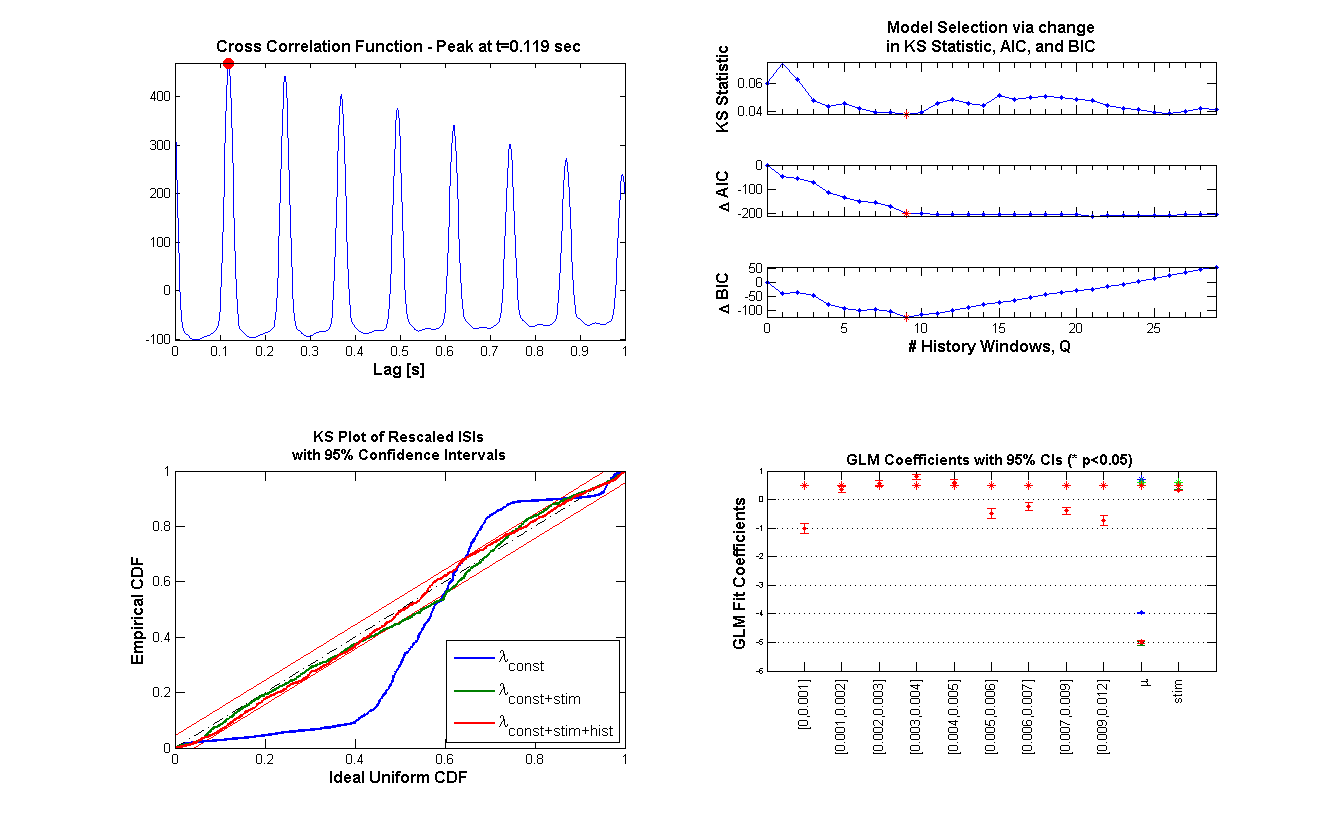 Cross Correlation Function - Peak at t=0.119 sec
400
300
200
100
0
-100
0 0.1 0.2 0.3 0.4 0.5 0.6 0.7 0.8 0.9 1
Lag [s]
Model Selection via change
in KS Statistic, AIC, and BIC
KS Statistic
0.06
0.04
Δ AIC
0
-100
-200
Δ BIC
50
0
-50
-100
0 5 10 15 20 25
# History Windows, Q
KS Plot of Rescaled ISIs
with 95% Confidence Intervals
Empirical CDF
1
0.8
0.6
0.4
0.2
0
0 0.2 0.4 0.6 0.8 1
Ideal Uniform CDF
λconst
λconst+stim
λconst+stim+hist
GLM Coefficients with 95% CIs (* p<0.05)
GLM Fit Coefficients
1
0
-1
-2
-3
-4
-5
-6
[0,0.001]
[0.001,0.002]
[0.002,0.003]
[0.003,0.004]
[0.004,0.005]
[0.005,0.006]
[0.006,0.007]
[0.007,0.009]
[0.009,0.012]
μ
stim